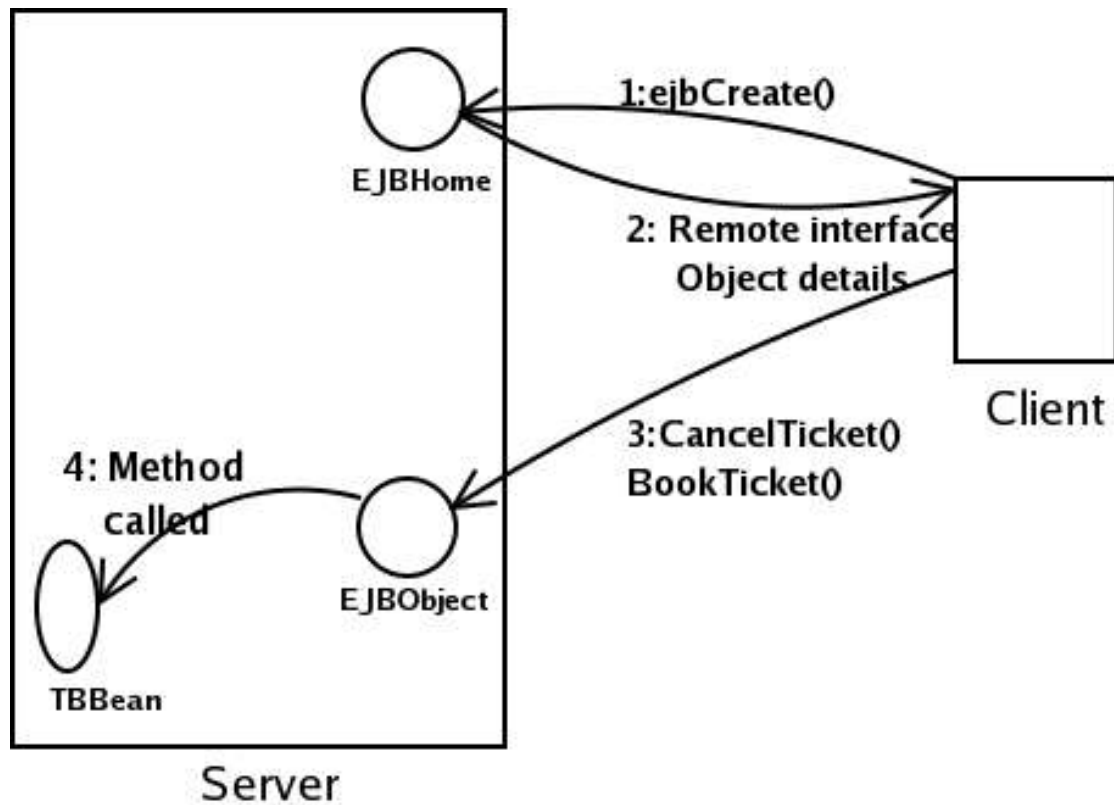 1:ejbCreate()
EJBHome
2: Remote interface
Object details
Client
3:CancelTicket()
BookTicket()
4: Method
called
EJBObject
TBBean
Server